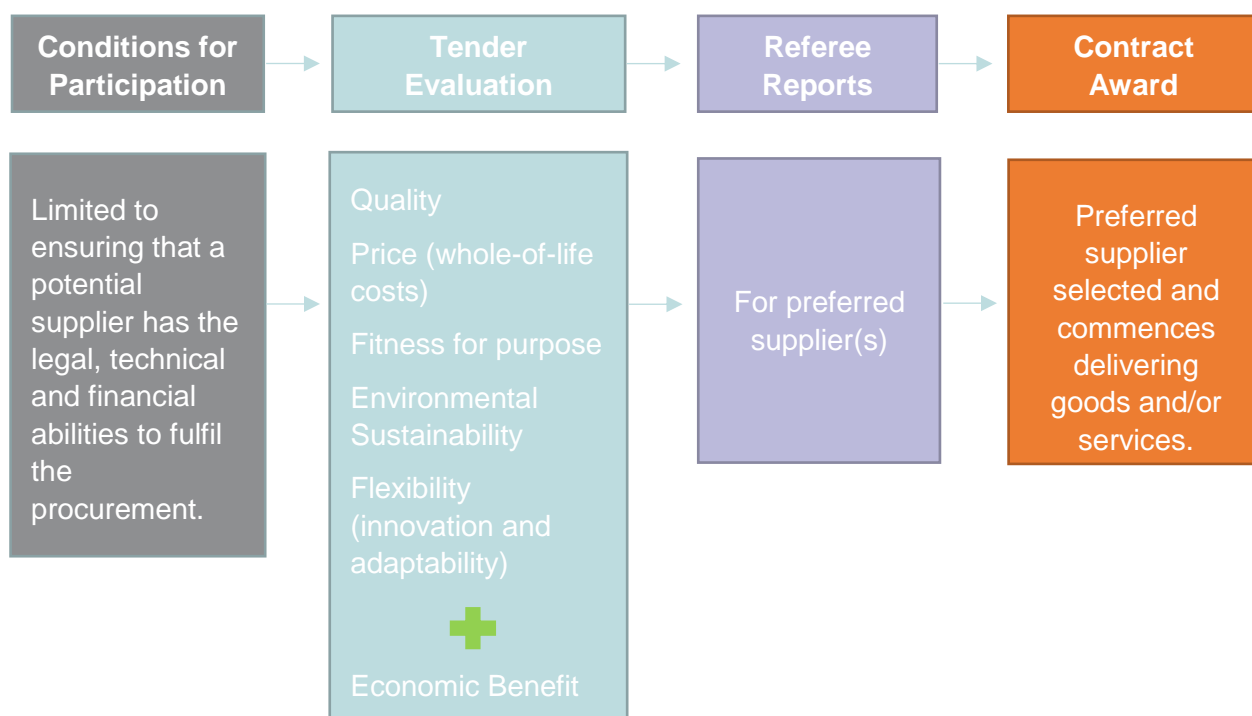 Conditions for
Participation
Tender
Evaluation
Referee
Reports
Contract
Award
Limited to
ensuring that a
potential
supplier has the
legal, technical
and financial
abilities to fulfil
the
procurement.
Quality
Price (whole-of-life
costs)
Fitness for purpose
Environmental
Sustainability
Flexibility
(innovation and
adaptability)
Economic Benefit
For preferred
supplier(s)
Preferred
supplier
selected and
commences
delivering
goods and/or
services.